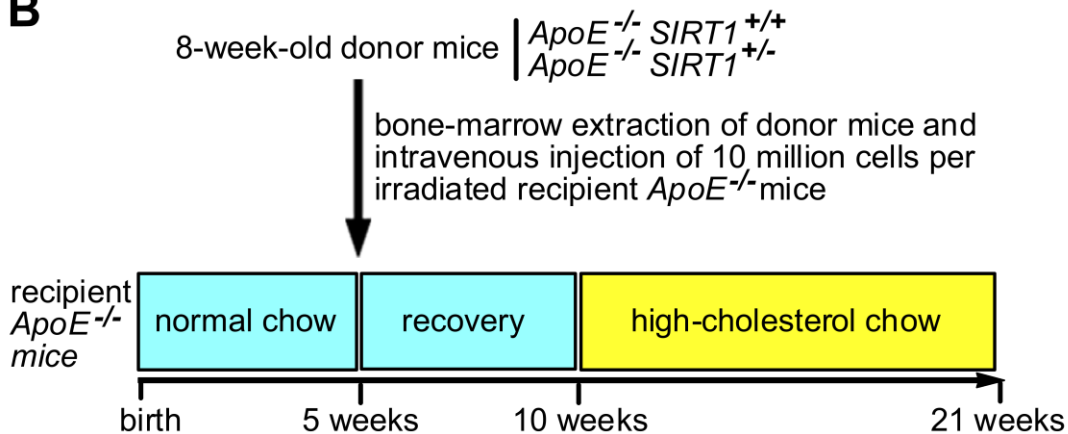 B
8-week-old donor mice
ApoE-/- SIRT1+/+
ApoE-/- SIRT1+/-
bone-marrow extraction of donor mice and
intravenous injection of 10 million cells per
irradiated recipient ApoE-/- mice
recipient
ApoE-/-
mice
normal chow
recovery
high-cholesterol chow
birth
5 weeks
10 weeks
21 weeks